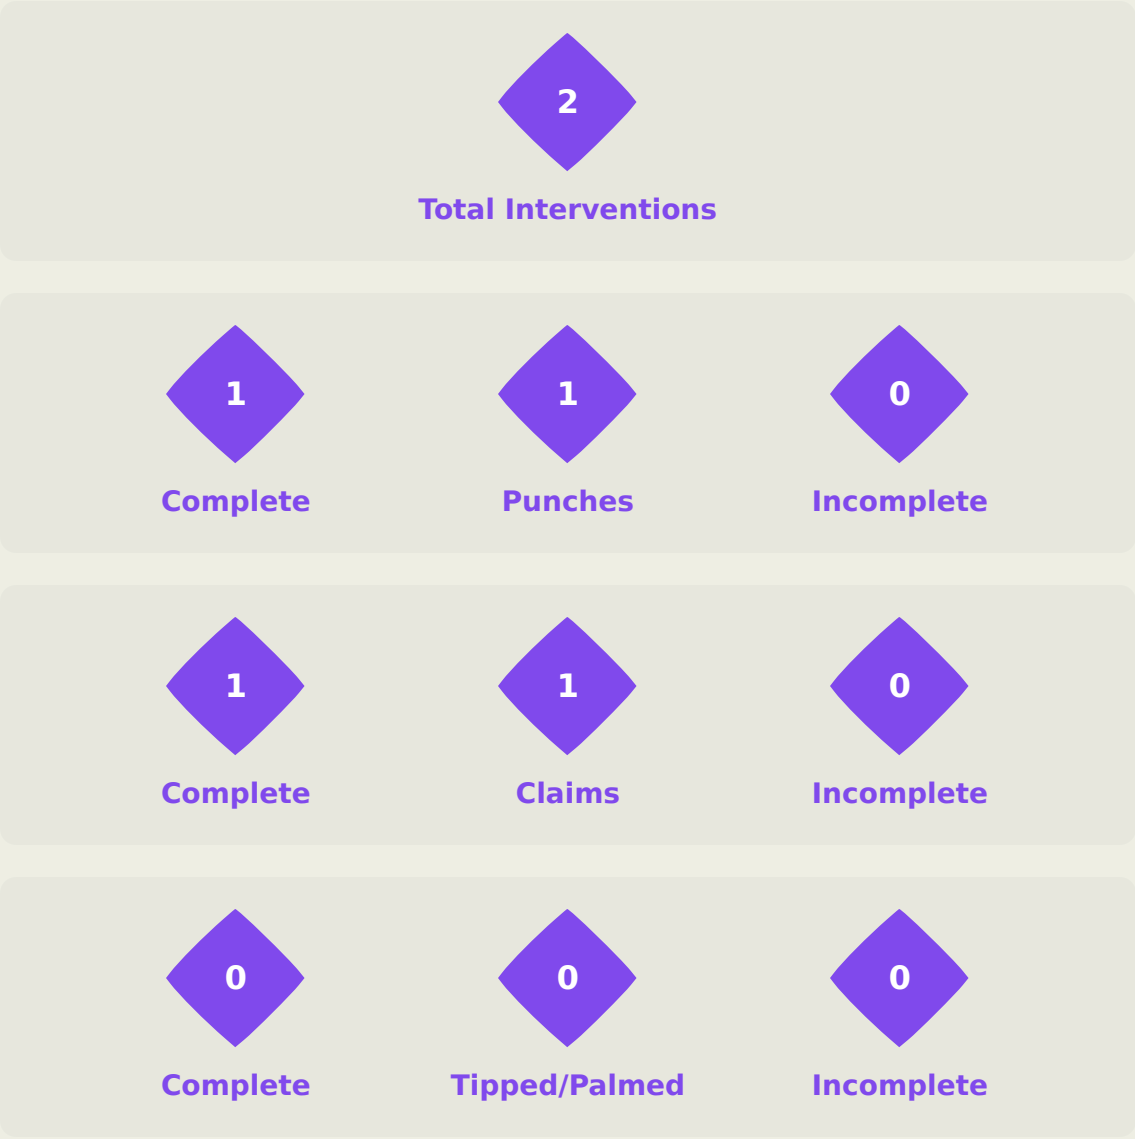 2
Total Interventions
1 1 0
Complete Punches Incomplete
1 1 0
Complete Claims Incomplete
0 0 0
Complete Tipped/Palmed Incomplete